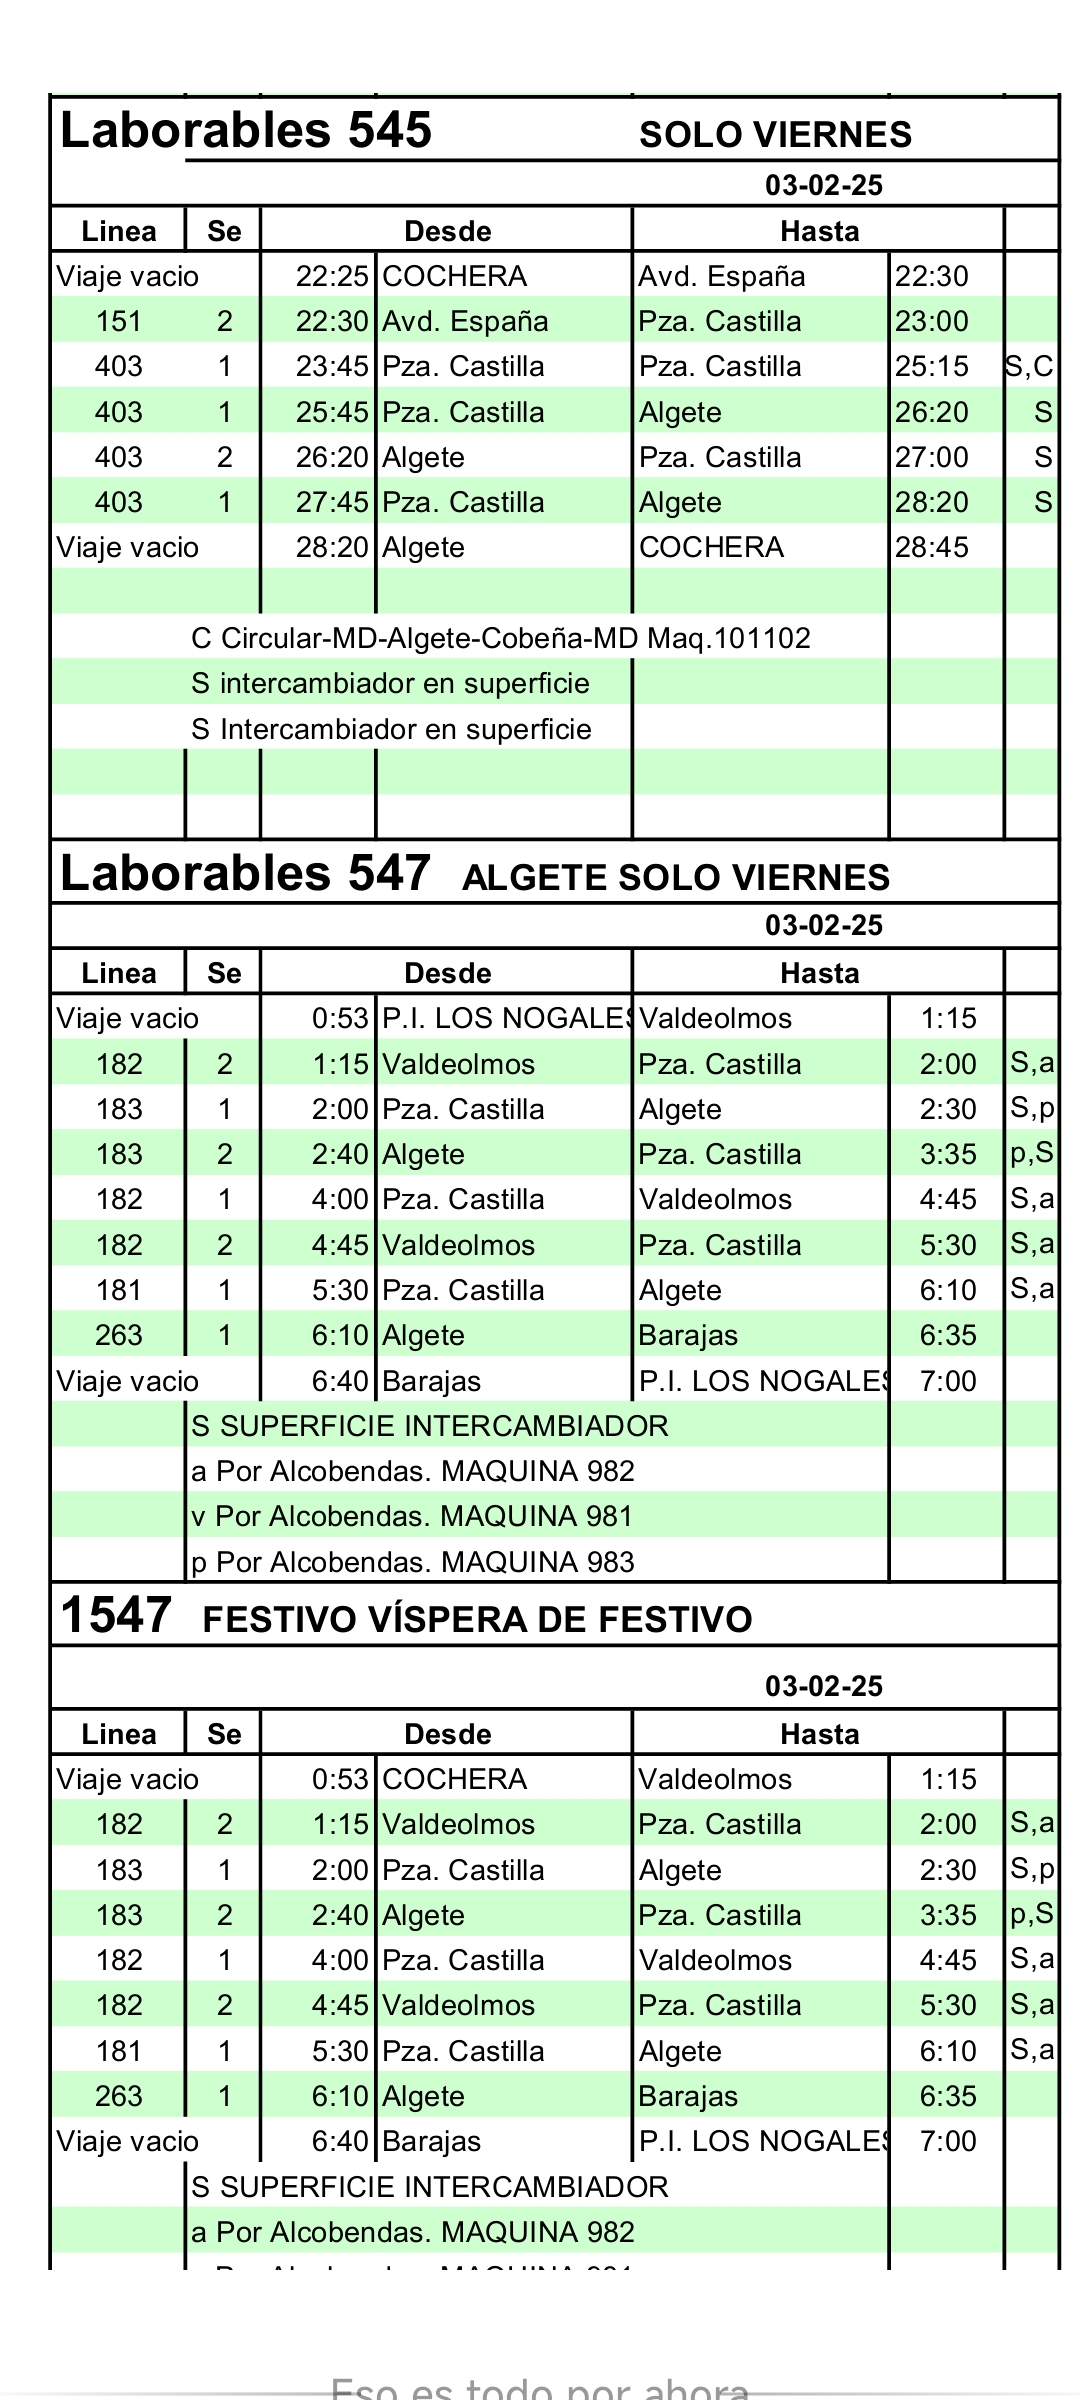 Laborables 545 SOLO VIERNES
03-02-25
Linea Se Desde Hasta
Viaje vacio 22:25 COCHERA Avd. España 22:30
151 2 22:30 Avd. España Pza. Castilla 23:00
403 1 23:45 Pza. Castilla Pza. Castilla 25:15 S,C
403 1 25:45 Pza. Castilla Algete 26:20 S
403 2 26:20 Algete Pza. Castilla 27:00 S
403 1 27:45 Pza. Castilla Algete 28:20 S
Viaje vacio 28:20 Algete COCHERA 28:45
C Circular-MD-Algete-Cobeña-MD Maq.101102
S intercambiador en superficie
S Intercambiador en superficie
Laborables 547 ALGETE SOLO VIERNES
03-02-25
Linea Se Desde Hasta
Viaje vacio 0:53 P.I. LOS NOGALES Valdeolmos 1:15
182 2 1:15 Valdeolmos Pza. Castilla 2:00 S,a
183 1 2:00 Pza. Castilla Algete 2:30 S,p
183 2 2:40 Algete Pza. Castilla 3:35 p,S
182 1 4:00 Pza. Castilla Valdeolmos 4:45 S,a
182 2 4:45 Valdeolmos Pza. Castilla 5:30 S,a
181 1 5:30 Pza. Castilla Algete 6:10 S,a
263 1 6:10 Algete Barajas 6:35
Viaje vacio 6:40 Barajas P.I. LOS NOGALES 7:00
S SUPERFICIE INTERCAMBIADOR
a Por Alcobendas. MAQUINA 982
v Por Alcobendas. MAQUINA 981
p Por Alcobendas. MAQUINA 983
1547 FESTIVO VÍSPERA DE FESTIVO
03-02-25
Linea Se Desde Hasta
Viaje vacio 0:53 COCHERA Valdeolmos 1:15
182 2 1:15 Valdeolmos Pza. Castilla 2:00 S,a
183 1 2:00 Pza. Castilla Algete 2:30 S,p
183 2 2:40 Algete Pza. Castilla 3:35 p,S
182 1 4:00 Pza. Castilla Valdeolmos 4:45 S,a
182 2 4:45 Valdeolmos Pza. Castilla 5:30 S,a
181 1 5:30 Pza. Castilla Algete 6:10 S,a
263 1 6:10 Algete Barajas 6:35
Viaje vacio 6:40 Barajas P.I. LOS NOGALES 7:00
S SUPERFICIE INTERCAMBIADOR
a Por Alcobendas. MAQUINA 982
Eso es todo por ahora